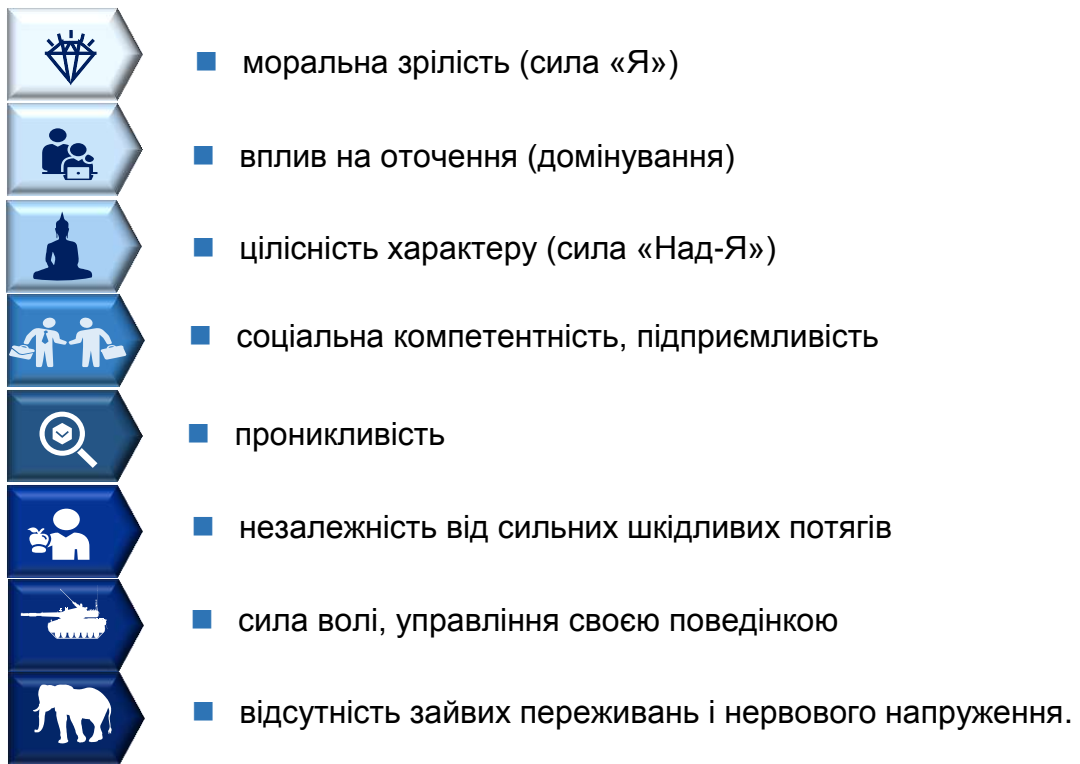 моральна зрілість (сила «Я»)
вплив на оточення (домінування)
цілісність характеру (сила «Над-Я»)
соціальна компетентність, підприємливість
проникливість
незалежність від сильних шкідливих потягів
сила волі, управління своєю поведінкою
відсутність зайвих переживань і нервового напруження.